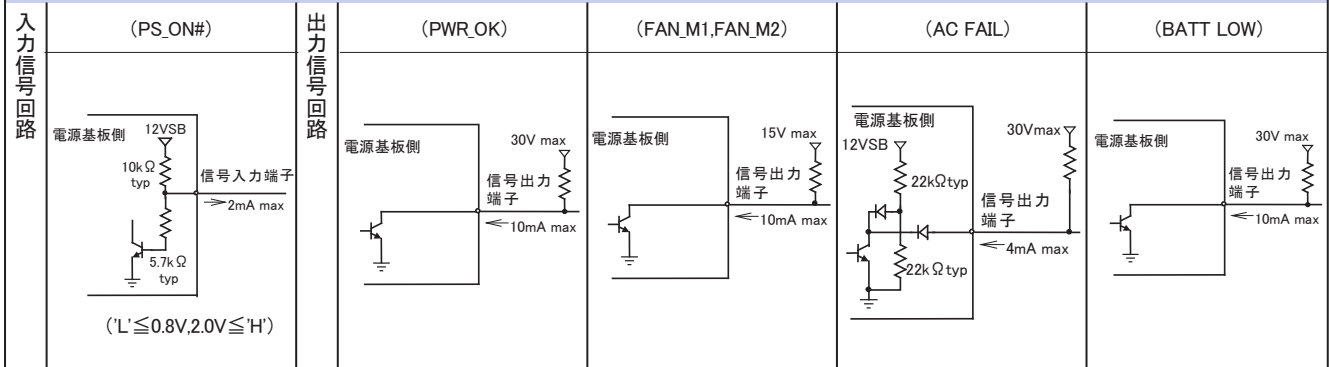 入力信号回路
(PS_ON#)
電源基板側
12VSB
10kΩ
typ
信号入力端子
2mA max
5.7kΩ
typ
('L'≦0.8V,2.0V≦'H')
出力信号回路
(PWR_OK)
電源基板側
30V max
信号出力
端子
10mA max
(FAN_M1,FAN_M2)
電源基板側
15V max
信号出力
端子
10mA max
(AC FAIL)
電源基板側
12VSB
30Vmax
22kΩtyp
信号出力
端子
4mA max
22kΩtyp
(BATT LOW)
電源基板側
30V max
信号出力
端子
10mA max